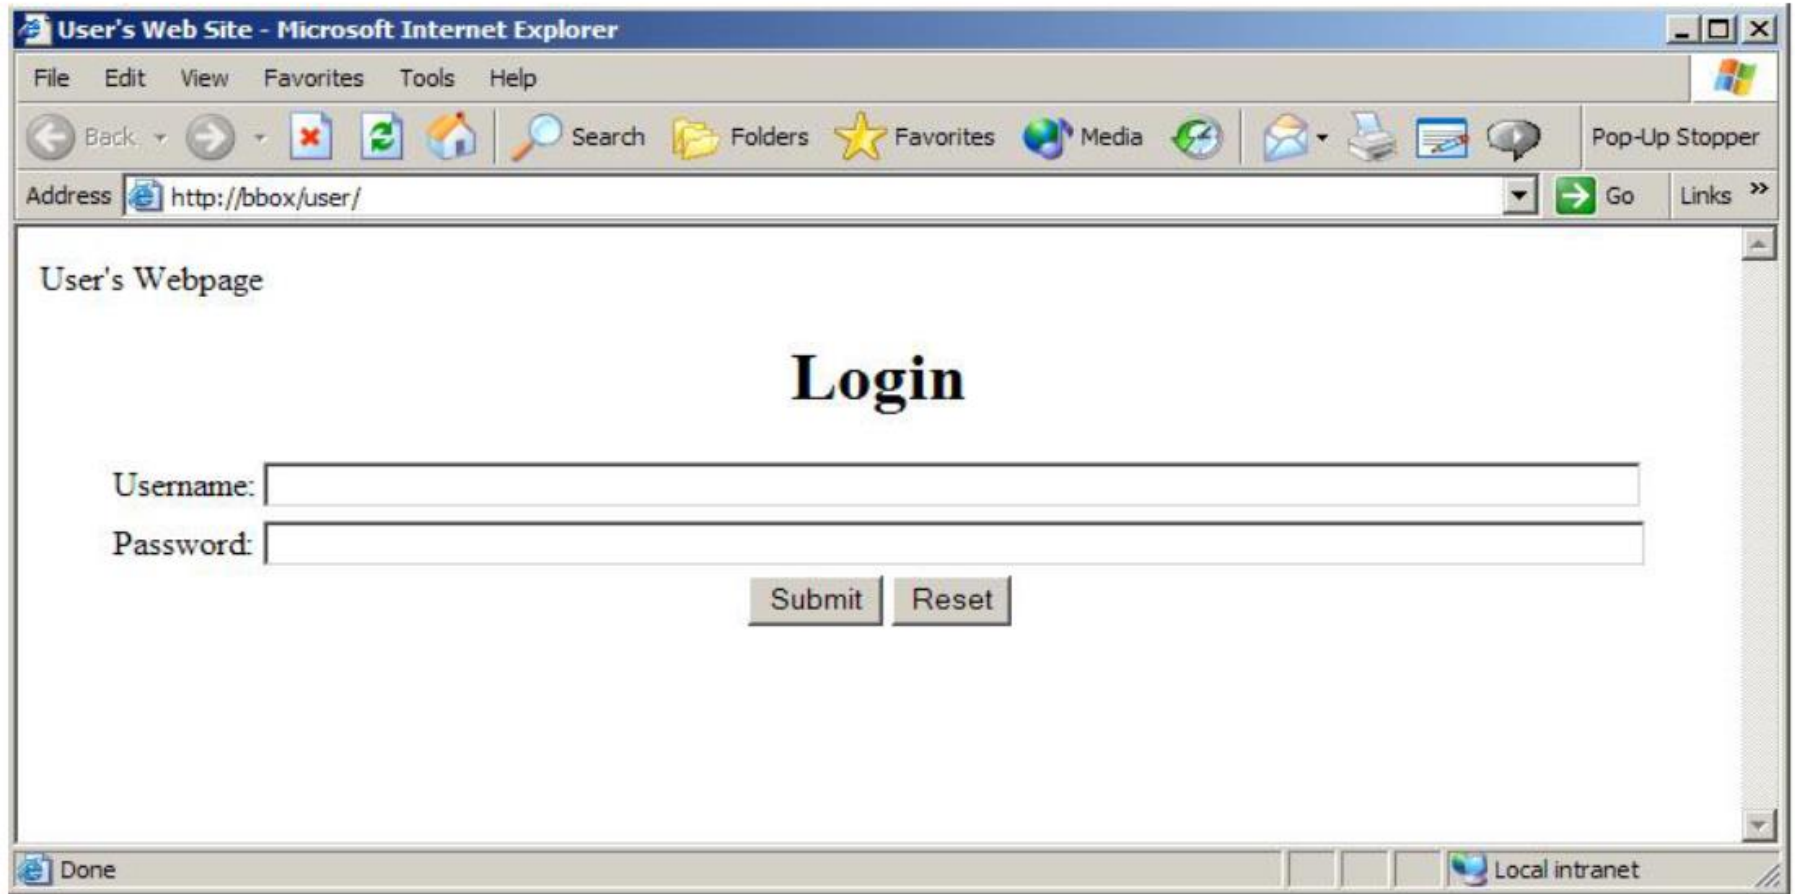 User's Web Site - Microsoft Internet Explorer
File Edit View Favorites Tools Help
Back Search Folders Favorites Media Pop-Up Stopper
Address http://bbox/user/ Go Links »
User's Webpage
Login
Username:
Password:
Submit Reset
Done Local intranet